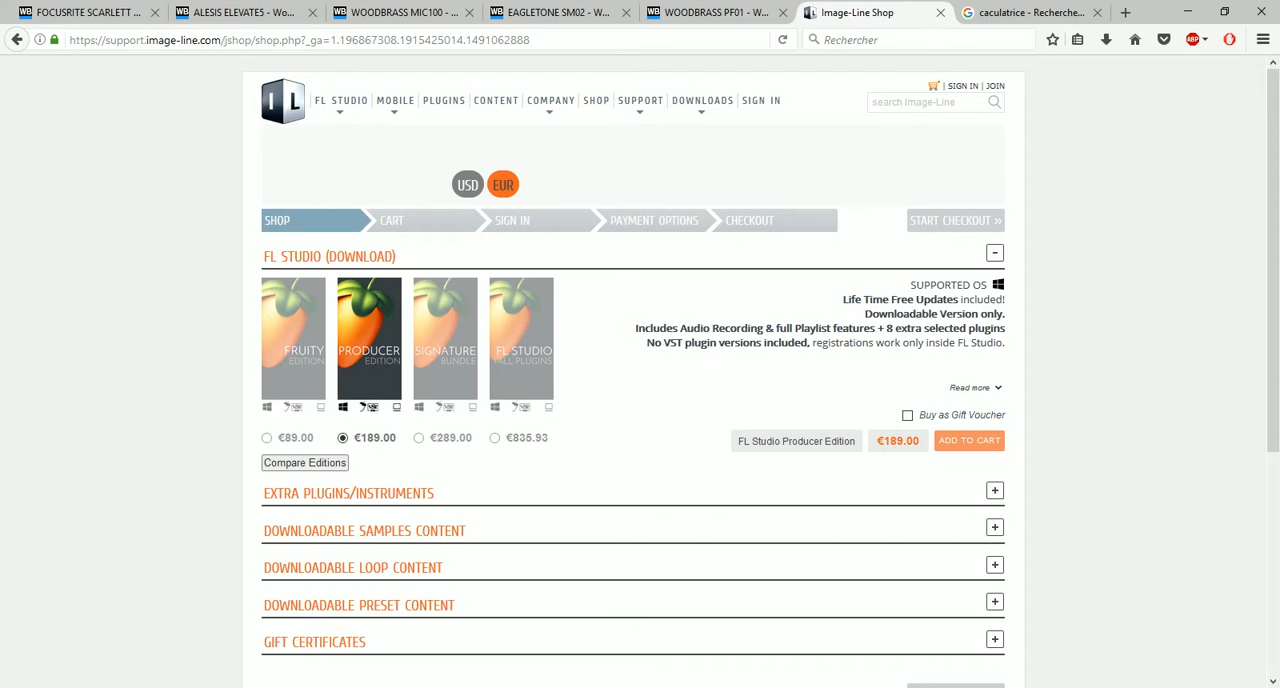 FOCUSRITE SCARLETT ...
ALESIS ELEVATE5 - Wo...
WOODBRASS MIC100 - ...
EAGLETONE SM02 - W...
WOODBRASS PF01 - W...
Image-Line Shop
caculatrice - Recherche...
https://support.image-line.com/jshop/shop.php?_ga=1.196867308.1915425014.1491062888
Rechercher
ABP
SIGN IN | JOIN
I L
FL STUDIO | MOBILE | PLUGINS | CONTENT | COMPANY | SHOP | SUPPORT | DOWNLOADS | SIGN IN
search Image-Line
USD EUR
SHOP CART SIGN IN PAYMENT OPTIONS CHECKOUT START CHECKOUT »
FL STUDIO (DOWNLOAD)
FRUITY EDITION
PRODUCER EDITION
SIGNATURE BUNDLE
FL STUDIO +ALL PLUGINS
SUPPORTED OS
Life Time Free Updates included!
Downloadable Version only.
Includes Audio Recording & full Playlist features + 8 extra selected plugins
No VST plugin versions included, registrations work only inside FL Studio.
Read more
Buy as Gift Voucher
€89.00 €189.00 €289.00 €835.93
FL Studio Producer Edition €189.00 ADD TO CART
Compare Editions
EXTRA PLUGINS/INSTRUMENTS
DOWNLOADABLE SAMPLES CONTENT
DOWNLOADABLE LOOP CONTENT
DOWNLOADABLE PRESET CONTENT
GIFT CERTIFICATES